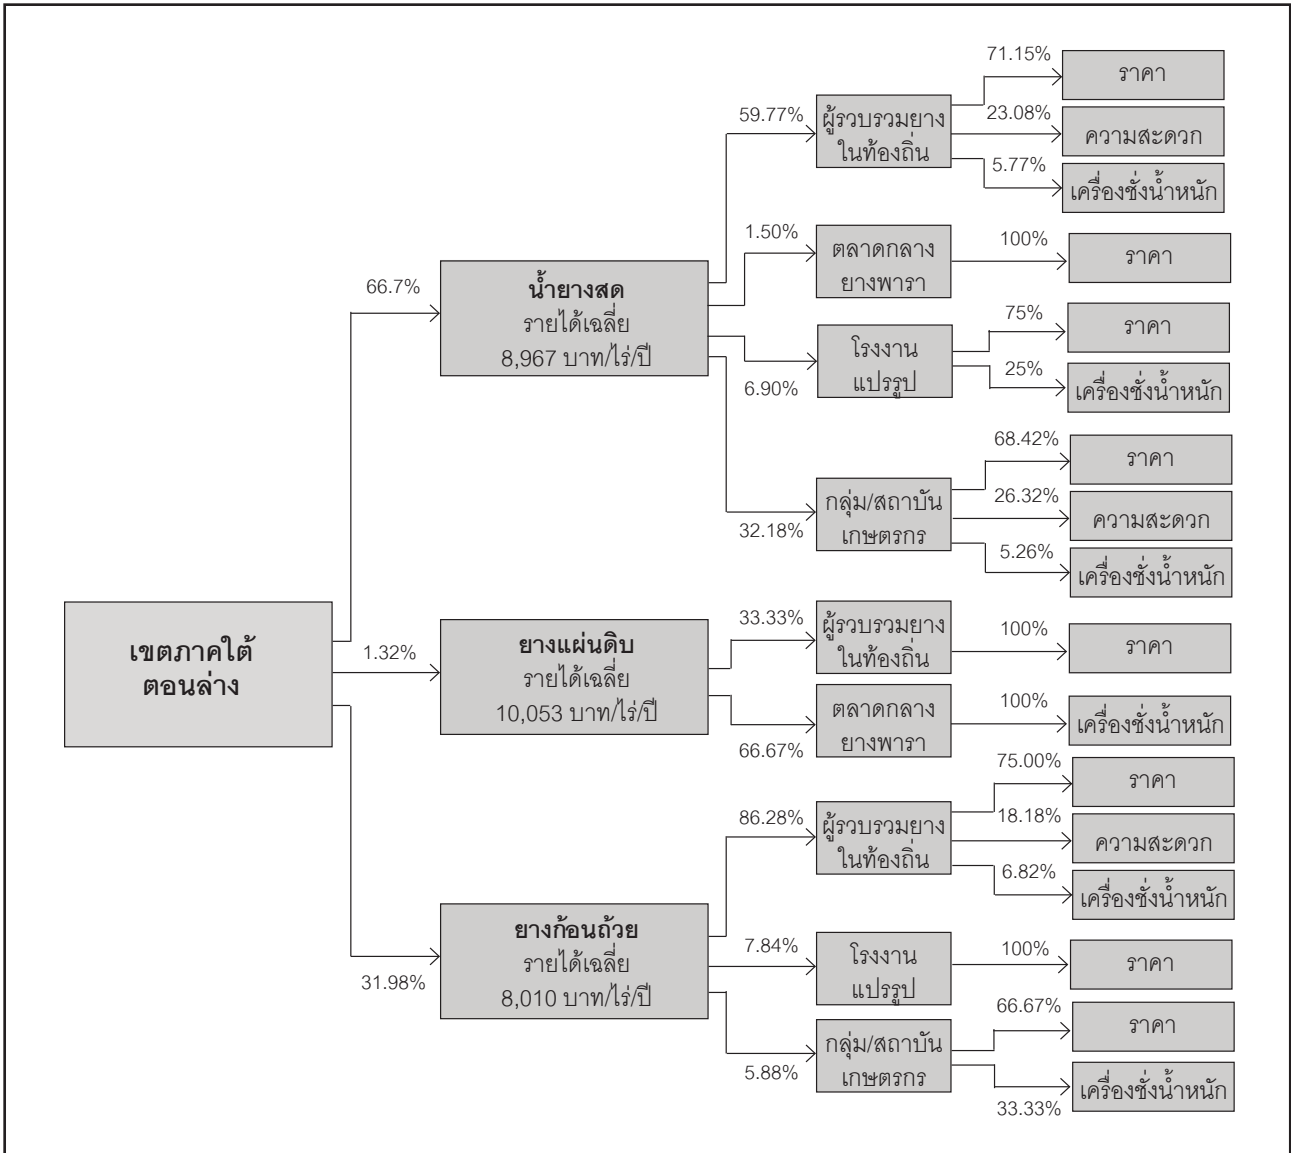 71.15%
ราคา
59.77%
ผู้รวบรวมยาง
ในท้องถิ่น
23.08%
ความสะดวก
5.77%
เครื่องชั่งน้ำหนัก
1.50%
ตลาดกลาง
ยางพารา
100%
ราคา
66.7%
น้ำยางสด
รายได้เฉลี่ย
8,967 บาท/ไร่/ปี
6.90%
โรงงาน
แปรรูป
75%
ราคา
25%
เครื่องชั่งน้ำหนัก
32.18%
กลุ่ม/สถาบัน
เกษตรกร
68.42%
ราคา
26.32%
ความสะดวก
5.26%
เครื่องชั่งน้ำหนัก
เขตภาคใต้
ตอนล่าง
1.32%
ยางแผ่นดิบ
รายได้เฉลี่ย
10,053 บาท/ไร่/ปี
33.33%
ผู้รวบรวมยาง
ในท้องถิ่น
100%
ราคา
66.67%
ตลาดกลาง
ยางพารา
100%
เครื่องชั่งน้ำหนัก
31.98%
ยางก้อนถ้วย
รายได้เฉลี่ย
8,010 บาท/ไร่/ปี
86.28%
ผู้รวบรวมยาง
ในท้องถิ่น
75.00%
ราคา
18.18%
ความสะดวก
6.82%
เครื่องชั่งน้ำหนัก
7.84%
โรงงาน
แปรรูป
100%
ราคา
5.88%
กลุ่ม/สถาบัน
เกษตรกร
66.67%
ราคา
33.33%
เครื่องชั่งน้ำหนัก